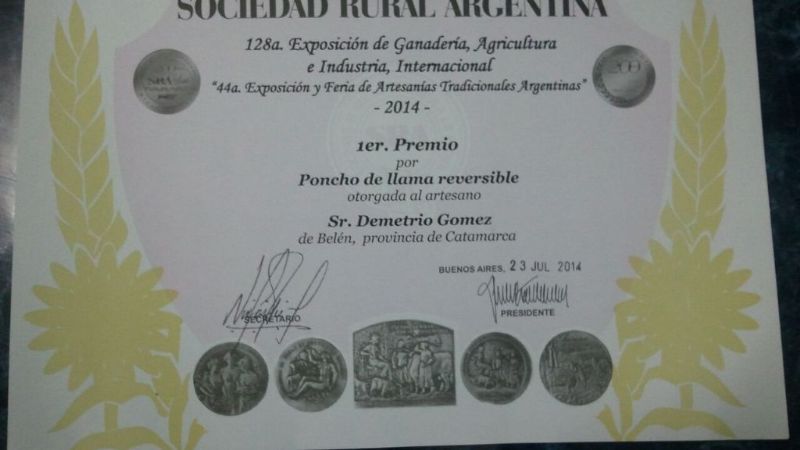 SOCIEDAD RURAL ARGENTINA
128a. Exposición de Ganadería, Agricultura
e Industria, Internacional
"44a. Exposición y Feria de Artesanías Tradicionales Argentinas"
- 2014 -
1er. Premio
por
Poncho de llama reversible
otorgada al artesano
Sr. Demetrio Gomez
de Belén, provincia de Catamarca
BUENOS AIRES, 23 JUL 2014
SECRETARIO
PRESIDENTE